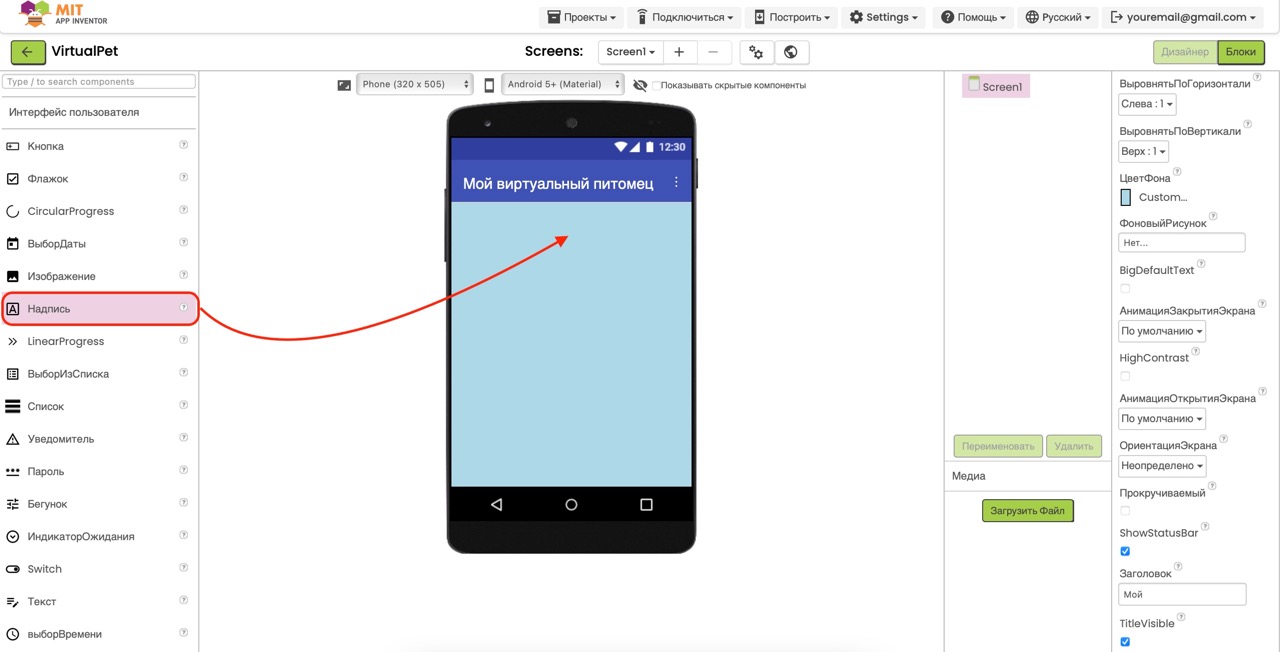 MIT
APP INVENTOR
Проекты
Подключиться
Построить
Settings
Помощь
Русский
youremail@gmail.com
VirtualPet
Screens:
Screen1
Дизайнер
Блоки
Type / to search components
Интерфейс пользователя
Кнопка
Флажок
CircularProgress
ВыборДаты
Изображение
Надпись
LinearProgress
ВыборИзСписка
Список
Уведомитель
Пароль
Бегунок
ИндикаторОжидания
Switch
Текст
выборВремени
Phone (320 x 505)
Android 5+ (Material)
Показывать скрытые компоненты
12:30
Мой виртуальный питомец
Screen1
Переименовать
Удалить
Медиа
Загрузить Файл
ВыровнятьПоГоризонтали
Слева : 1
ВыровнятьПоВертикали
Верх : 1
ЦветФона
Custom...
ФоновыйРисунок
Нет...
BigDefaultText
АнимацияЗакрытияЭкрана
По умолчанию
HighContrast
АнимацияОткрытияЭкрана
По умолчанию
ОриентацияЭкрана
Неопределено
Прокручиваемый
ShowStatusBar
Заголовок
Мой
TitleVisible